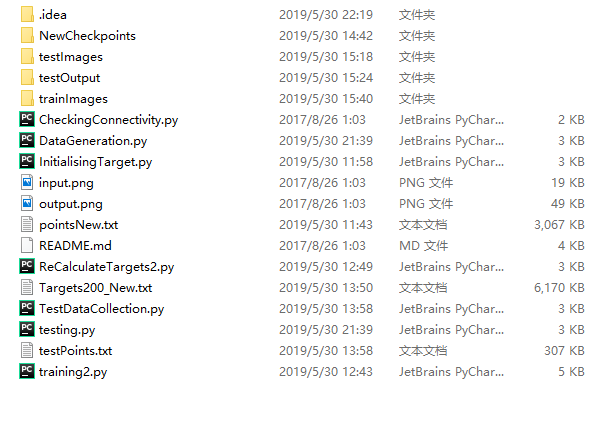 .idea 2019/5/30 22:19 文件夹
NewCheckpoints 2019/5/30 14:42 文件夹
testImages 2019/5/30 15:18 文件夹
testOutput 2019/5/30 15:24 文件夹
trainImages 2019/5/30 15:40 文件夹
PC CheckingConnectivity.py 2017/8/26 1:03 JetBrains PyChar... 2 KB
PC DataGeneration.py 2019/5/30 21:39 JetBrains PyChar... 3 KB
PC InitialisingTarget.py 2019/5/30 11:58 JetBrains PyChar... 3 KB
input.png 2017/8/26 1:03 PNG 文件 19 KB
output.png 2017/8/26 1:03 PNG 文件 49 KB
pointsNew.txt 2019/5/30 11:43 文本文档 3,067 KB
README.md 2017/8/26 1:03 MD 文件 4 KB
PC ReCalculateTargets2.py 2019/5/30 12:49 JetBrains PyChar... 3 KB
Targets200_New.txt 2019/5/30 13:50 文本文档 6,170 KB
PC TestDataCollection.py 2019/5/30 13:58 JetBrains PyChar... 3 KB
PC testing.py 2019/5/30 21:39 JetBrains PyChar... 3 KB
testPoints.txt 2019/5/30 13:58 文本文档 307 KB
PC training2.py 2019/5/30 12:43 JetBrains PyChar... 5 KB